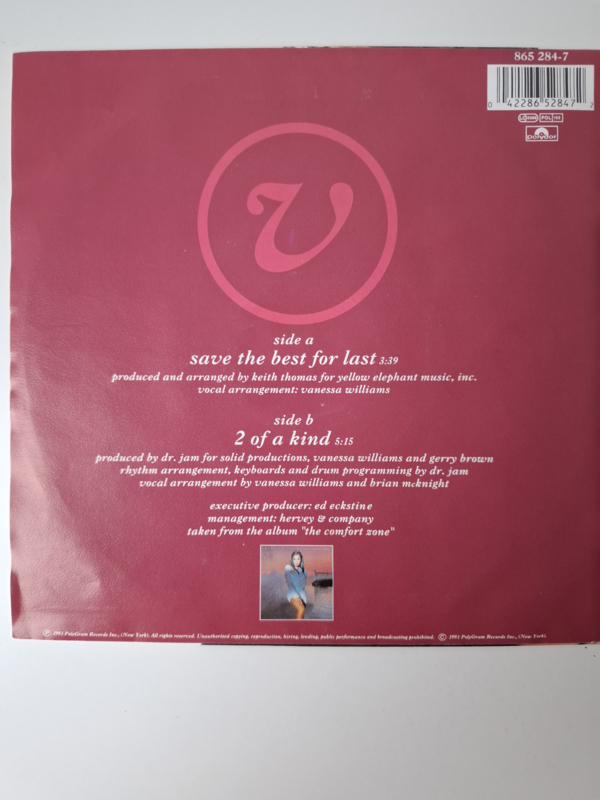 865 284-7
0 42286 52847 2
POL 193
polydor
v
side a
save the best for last 3:39
produced and arranged by keith thomas for yellow elephant music, inc.
vocal arrangement: vanessa williams
side b
2 of a kind 5:15
produced by dr. jam for solid productions, vanessa williams and gerry brown
rhythm arrangement, keyboards and drum programming by dr. jam
vocal arrangement by vanessa williams and brian mcknight
executive producer: ed eckstine
management: hervey & company
taken from the album "the comfort zone"
℗ 1991 PolyGram Records Inc., (New York). All rights reserved. Unauthorized copying, reproduction, hiring, lending, public performance and broadcasting prohibited. © 1991 PolyGram Records Inc., (New York).